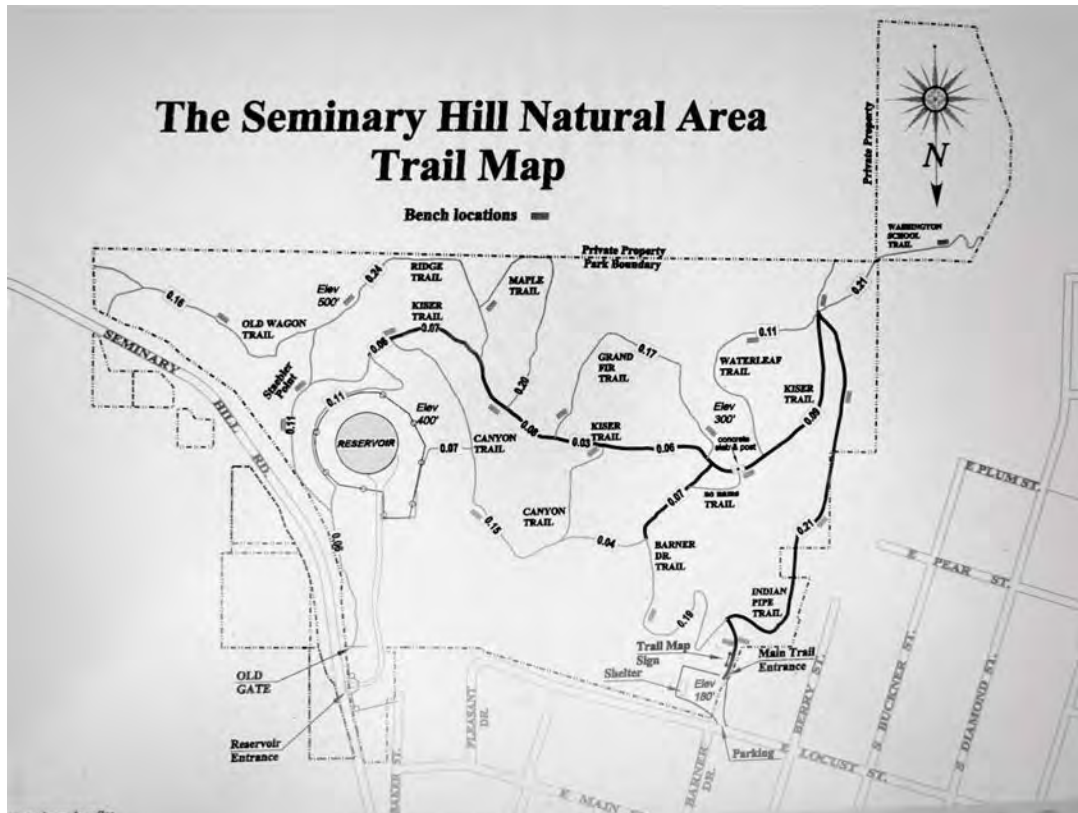 The Seminary Hill Natural Area
Trail Map
Bench locations
Private Property
N
WASHINGTON
SCHOOL
TRAIL
Private Property
Park Boundary
0.21
0.24
RIDGE
TRAIL
MAPLE
TRAIL
Elev
500'
0.16
OLD WAGON
TRAIL
KISER
TRAIL
0.07
0.06
0.11
WATERLEAF
TRAIL
0.17
GRAND
FIR
TRAIL
SEMINARY
HILL
RD.
Staebler
Point
0.11
0.11
Elev
400'
RESERVOIR
0.20
KISER
TRAIL
0.09
Elev
300'
concrete
slab & post
0.08
0.03
KISER
TRAIL
0.06
0.07
CANYON
TRAIL
0.07
no name
TRAIL
CANYON
TRAIL
0.15
0.04
BARNER
DR.
TRAIL
0.21
0.06
INDIAN
PIPE
TRAIL
0.19
E PLUM ST.
E PEAR ST.
Trail Map
Sign
Main Trail
Entrance
Shelter
Elev
180'
OLD
GATE
Reservoir
Entrance
Parking
PLEASANT
DR.
BAKER ST.
E MAIN
BARNER
DR.
E LOCUST ST.
BERRY ST.
S BUCKNER ST.
S DIAMOND ST.